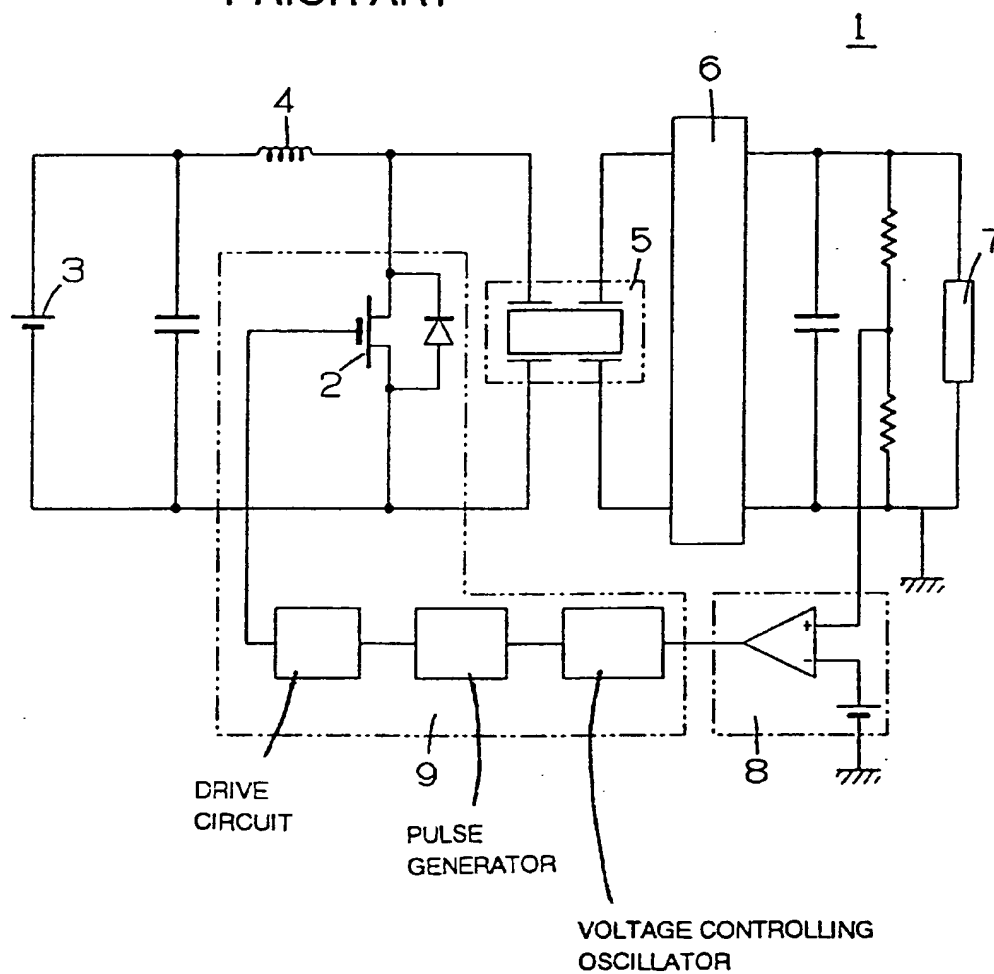 PRIOR ART
1
6
4
5
3
7
2
+
-
9
8
DRIVE
CIRCUIT
PULSE
GENERATOR
VOLTAGE CONTROLLING
OSCILLATOR